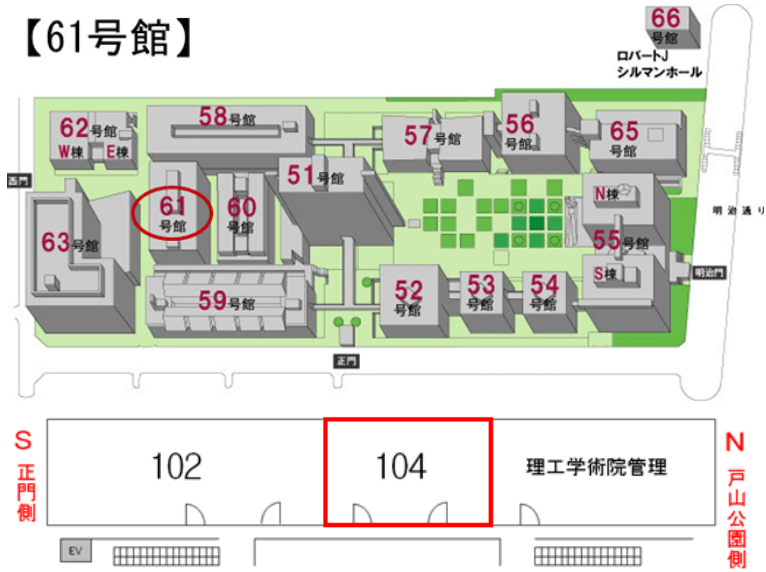 【61号館】
66
号館
ロバートJ
シルマンホール
62号館
W棟 E棟
58号館
57号館
56
号館
65
号館
西門
61
号館
60
号館
51号館
N棟
明治通り
63号館
55号館
S棟
明治門
59号館
52
号館
53
号館
54
号館
正門
S
正門側
102
104
理工学術院管理
N
戸山公園側
EV